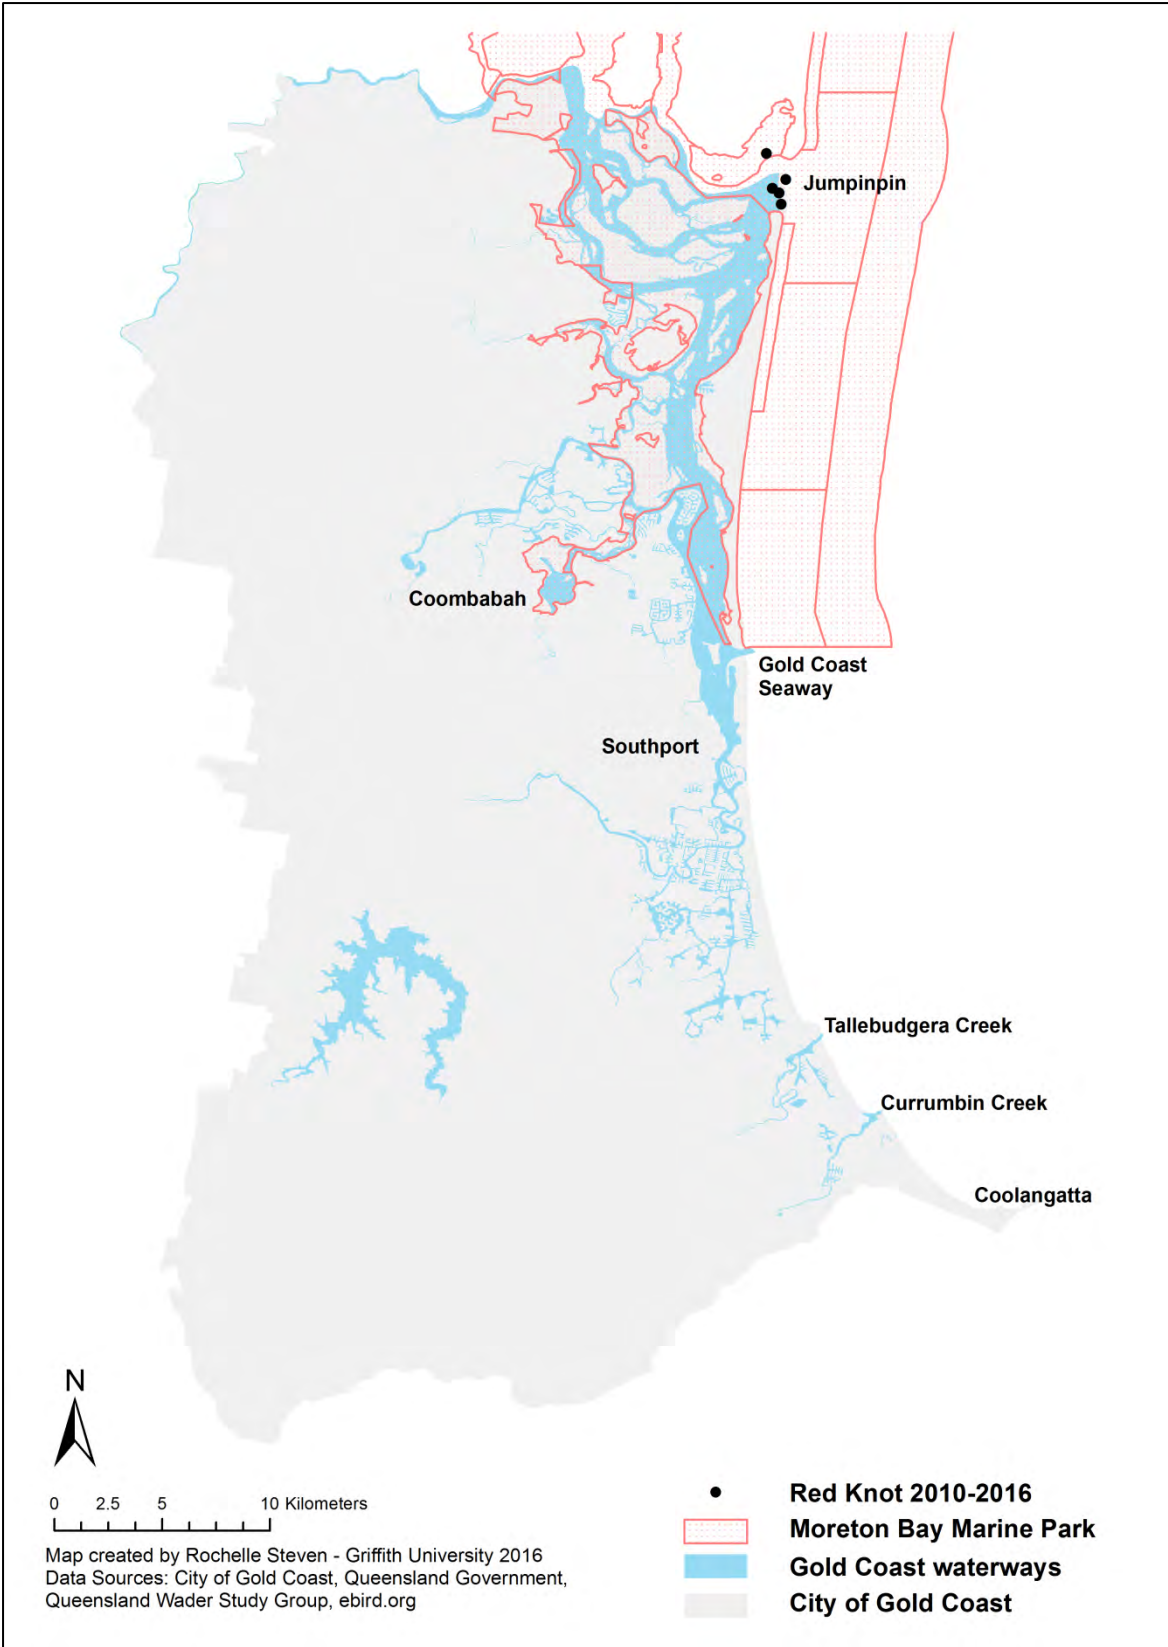 Jumpinpin
Coombabah
Gold Coast
Seaway
Southport
Tallebudgera Creek
Currumbin Creek
Coolangatta
N
0 2.5 5 10 Kilometers
Map created by Rochelle Steven - Griffith University 2016
Data Sources: City of Gold Coast, Queensland Government,
Queensland Wader Study Group, ebird.org
Red Knot 2010-2016
Moreton Bay Marine Park
Gold Coast waterways
City of Gold Coast